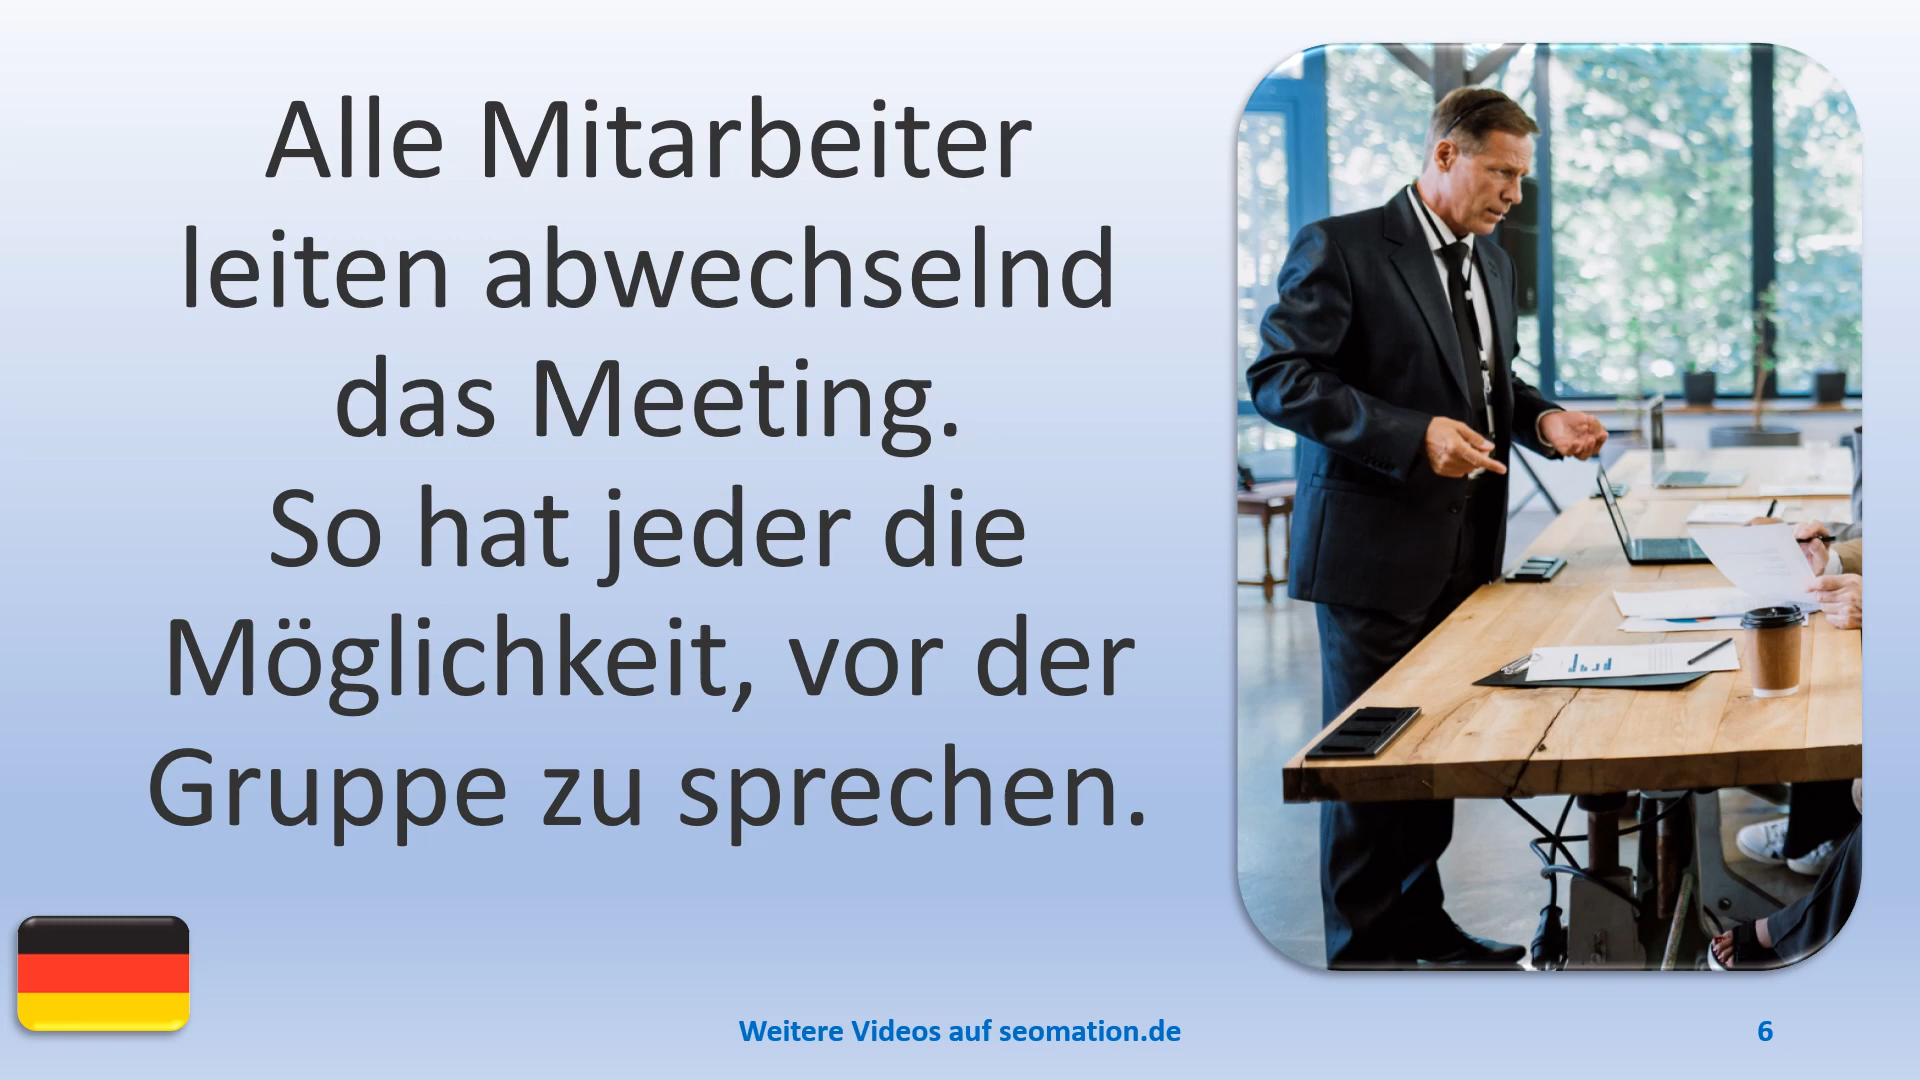 Alle Mitarbeiter
leiten abwechselnd
das Meeting.
So hat jeder die
Möglichkeit, vor der
Gruppe zu sprechen.
Weitere Videos auf seomation.de
6